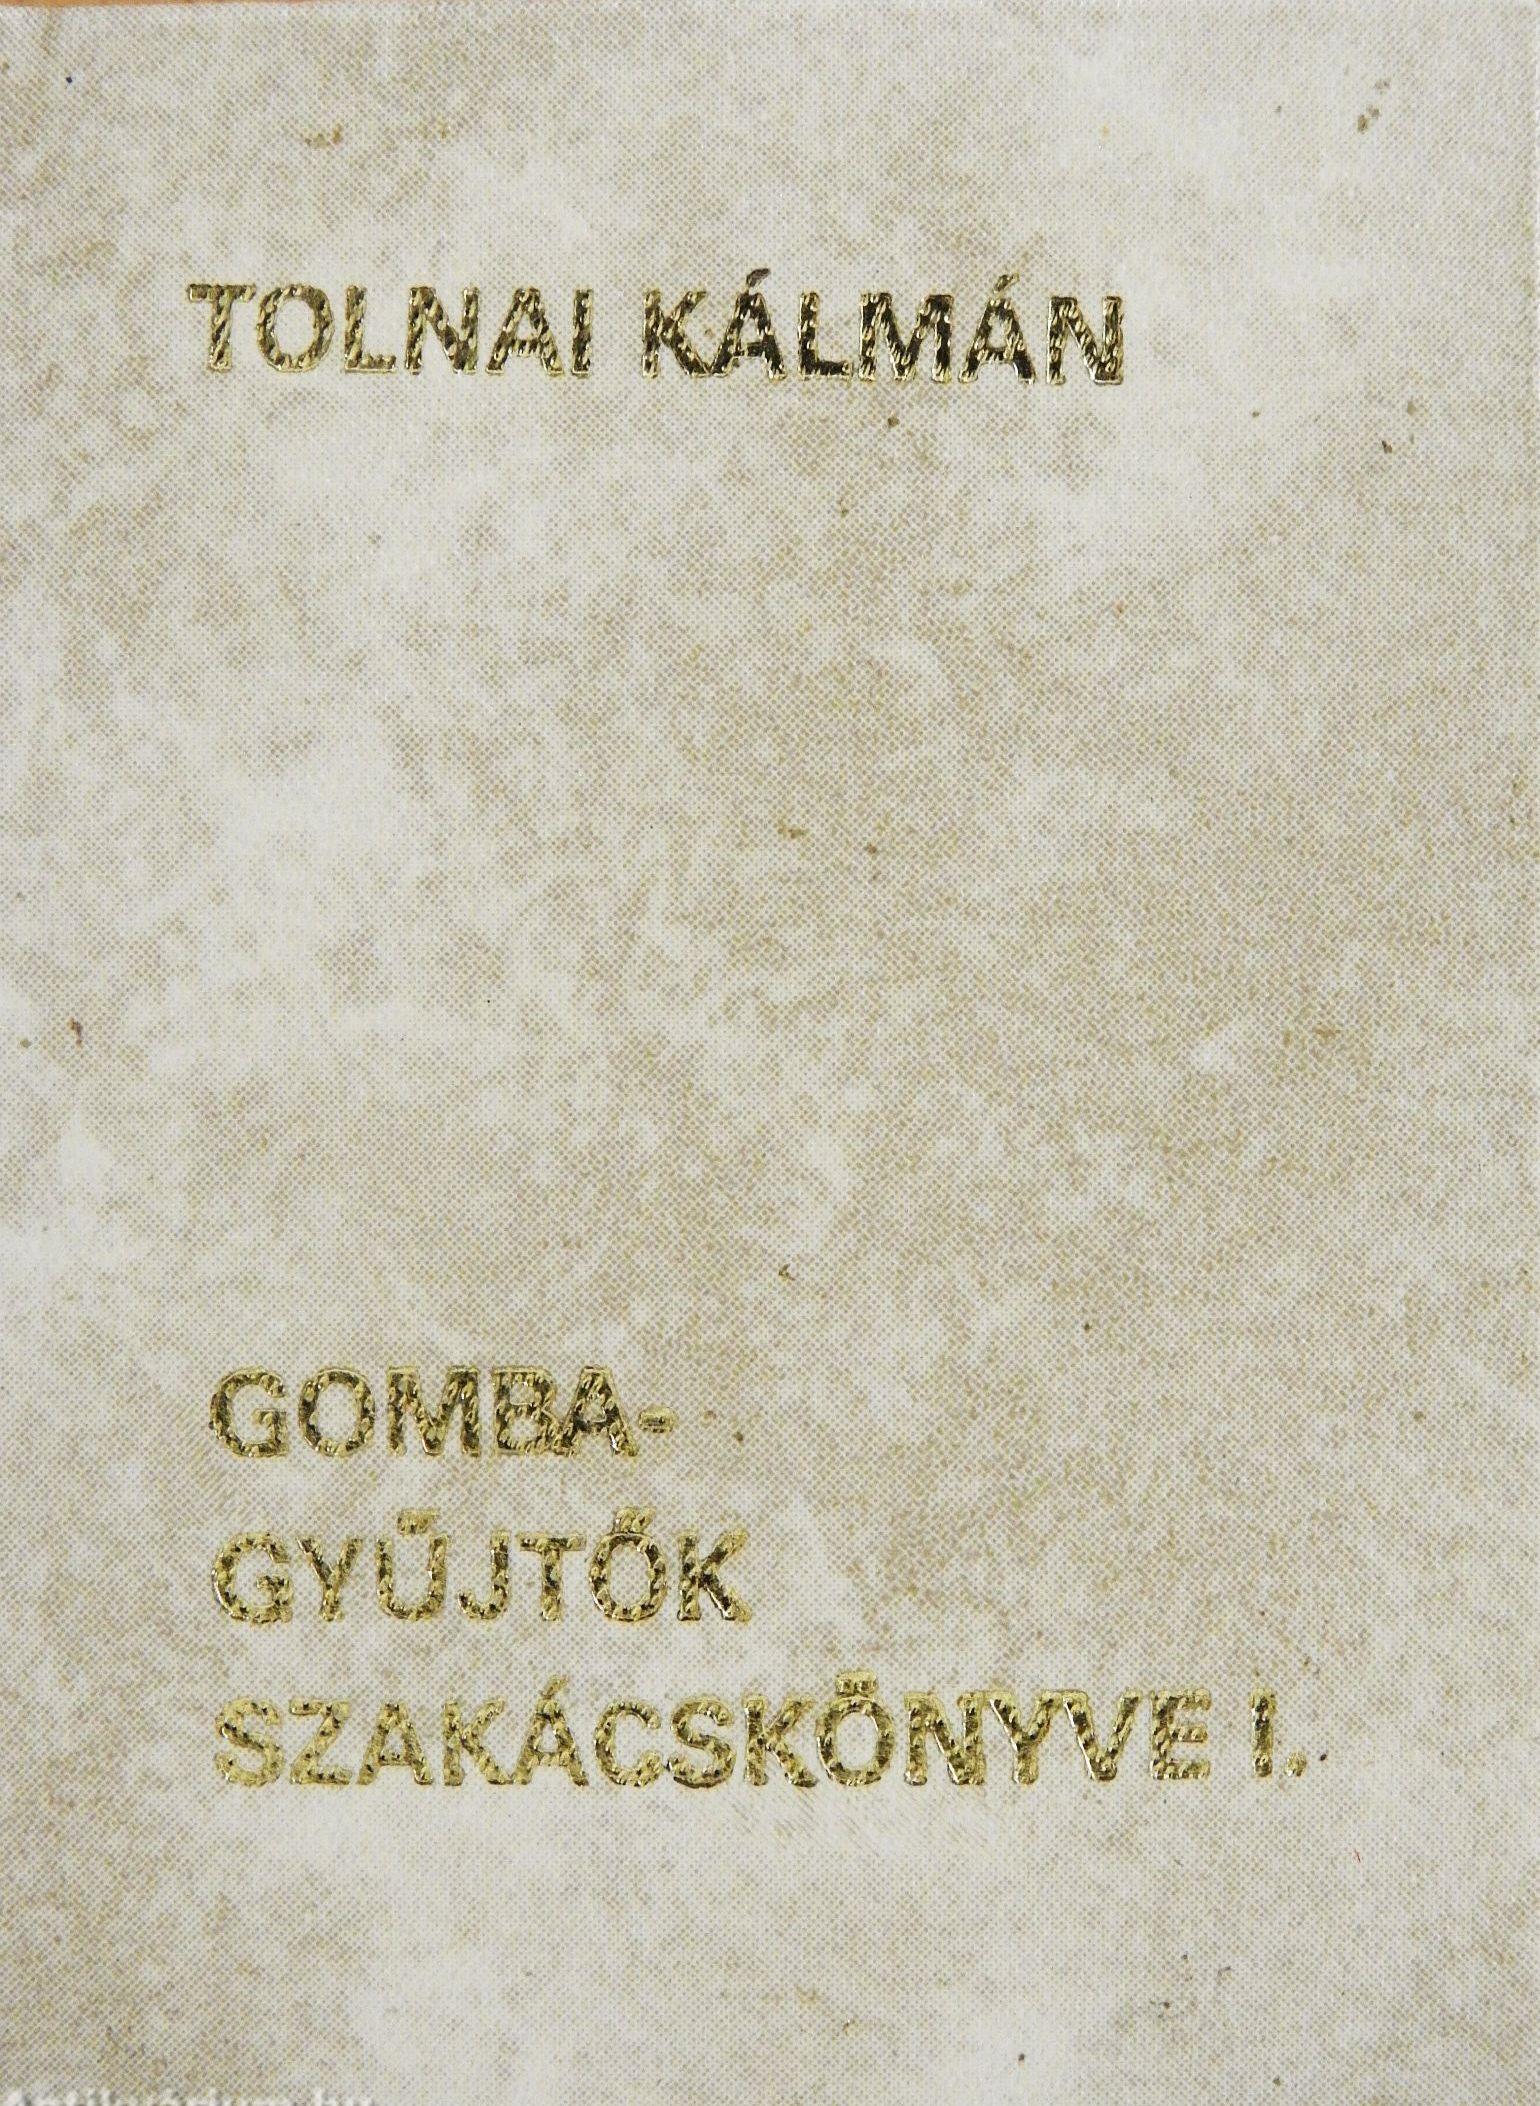 TOLNAI KÁLMÁN
GOMBA-
GYŰJTŐK
SZAKÁCSKÖNYVE I.